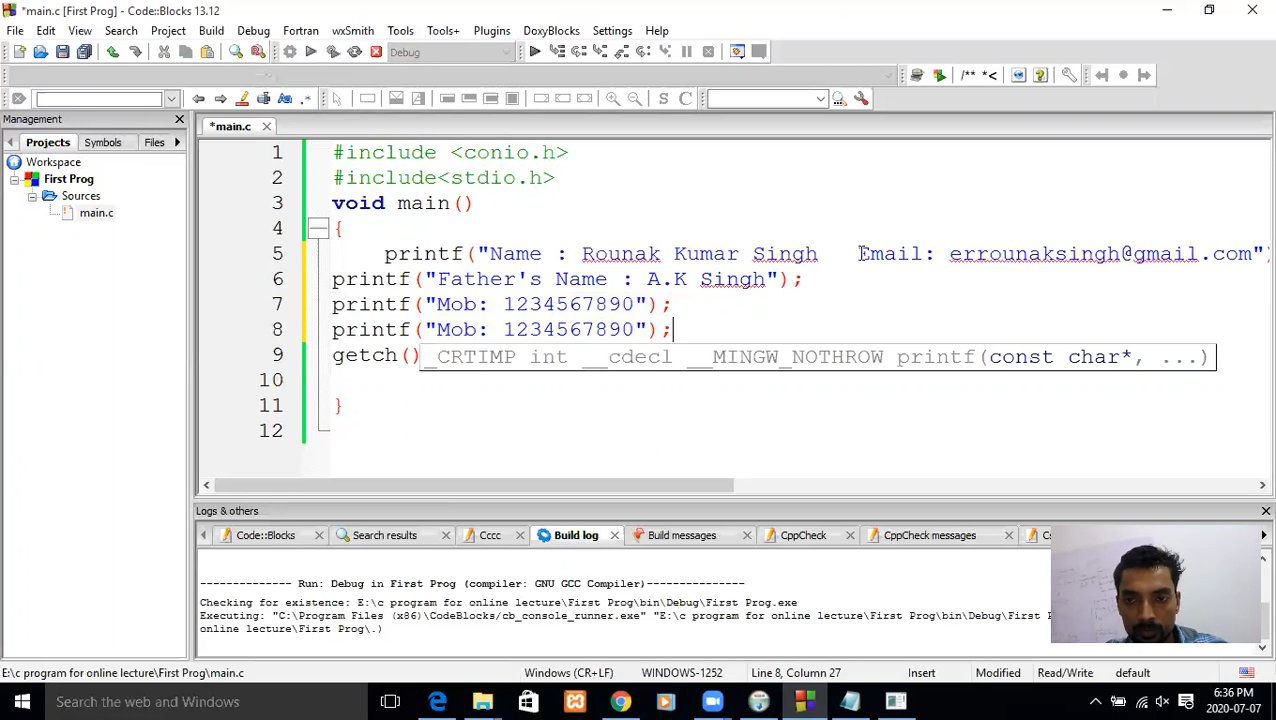 *main.c [First Prog] - Code::Blocks 13.12
File Edit View Search Project Build Debug Fortran wxSmith Tools Tools+ Plugins DoxyBlocks Settings Help
Debug
/** *<
S C
Management
*main.c
Projects Symbols Files
Workspace
First Prog
Sources
main.c
1 #include <conio.h>
2 #include<stdio.h>
3 void main()
4 {
5 printf("Name : Rounak Kumar Singh Email: errounaksingh@gmail.com")
6 printf("Father's Name : A.K Singh");
7 printf("Mob: 1234567890");
8 printf("Mob: 1234567890");
9 getch()
_CRTIMP int __cdecl __MINGW_NOTHROW printf(const char*, ...)
10
11 }
12
Logs & others
Code::Blocks Search results Cccc Build log Build messages CppCheck CppCheck messages
-------------- Run: Debug in First Prog (compiler: GNU GCC Compiler)---------------
Checking for existence: E:\c program for online lecture\First Prog\bin\Debug\First Prog.exe
Executing: "C:\Program Files (x86)\CodeBlocks/cb_console_runner.exe" "E:\c program for online lecture\First Prog\bin\Debug\First
online lecture\First Prog\.)
E:\c program for online lecture\First Prog\main.c Windows (CR+LF) WINDOWS-1252 Line 8, Column 27 Insert Modified Read/Write default
Search the web and Windows
6:36 PM
2020-07-07